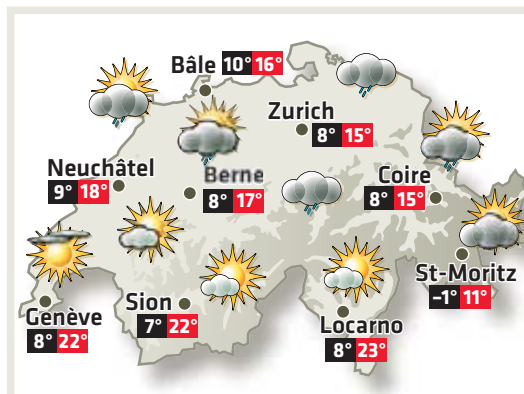 Bâle 10° 16°
Zurich
8° 15°
Neuchâtel
9° 18°
Berne
8° 17°
Coire
8° 15°
St-Moritz
–1° 11°
Genève
8° 22°
Sion
7° 22°
Locarno
8° 23°